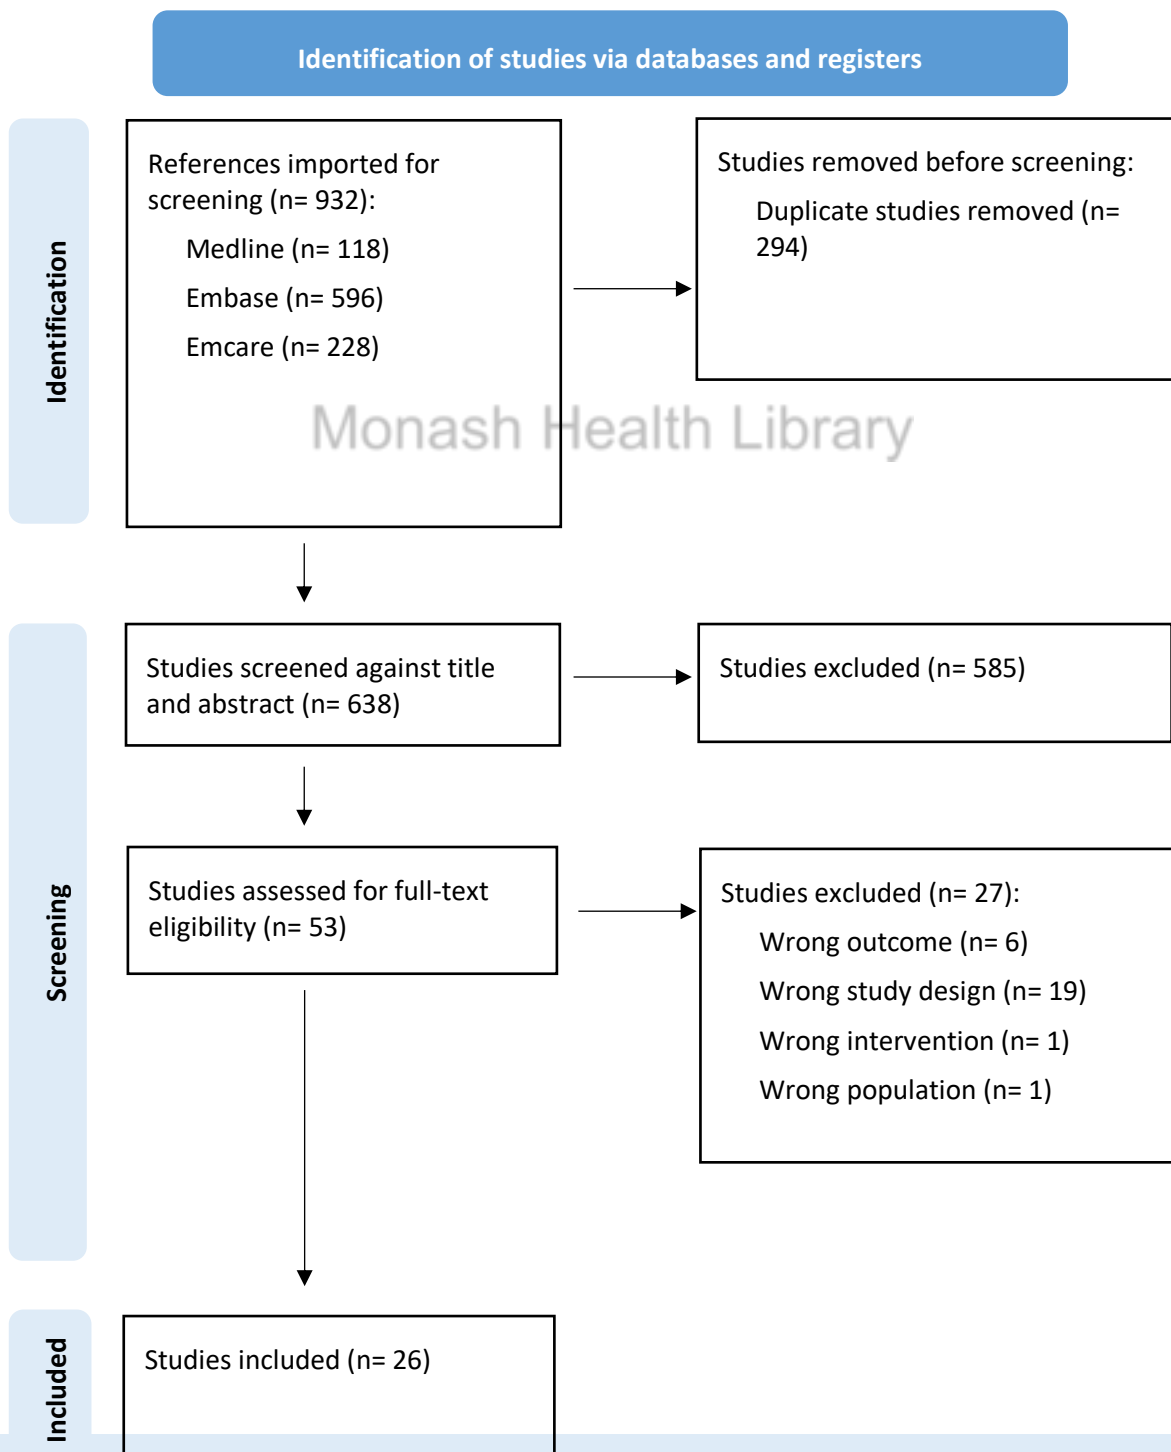 Identification of studies via databases and registers
Identification
References imported for
screening (n= 932):
Medline (n= 118)
Embase (n= 596)
Emcare (n= 228)
Studies removed before screening:
Duplicate studies removed (n=
294)
Monash Health Library
Screening
Studies screened against title
and abstract (n= 638)
Studies excluded (n= 585)
Studies assessed for full-text
eligibility (n= 53)
Studies excluded (n= 27):
Wrong outcome (n= 6)
Wrong study design (n= 19)
Wrong intervention (n= 1)
Wrong population (n= 1)
Included
Studies included (n= 26)